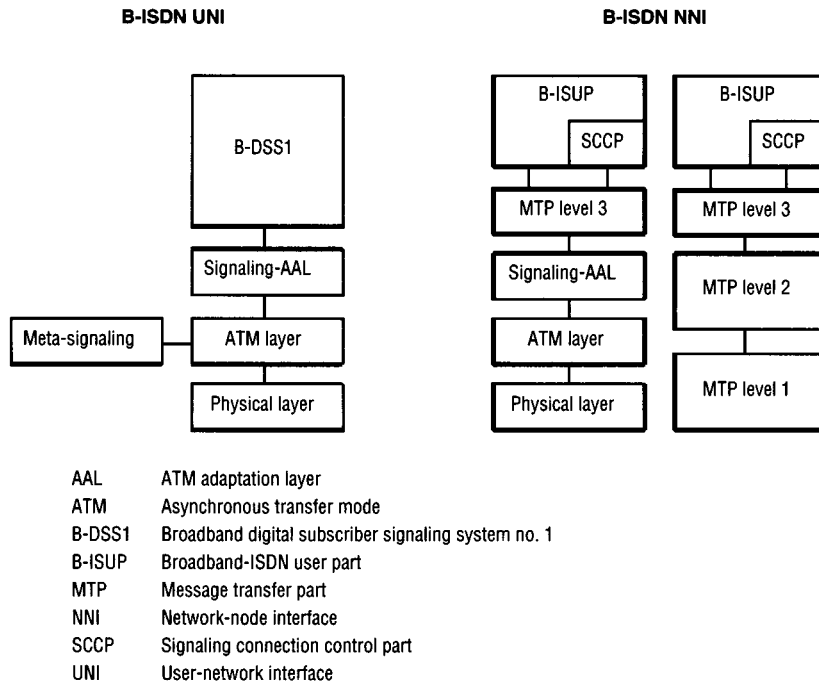 B-ISDN UNI
B-ISDN NNI
B-DSS1
Signaling-AAL
Meta-signaling
ATM layer
Physical layer
B-ISUP
SCCP
MTP level 3
Signaling-AAL
ATM layer
Physical layer
B-ISUP
SCCP
MTP level 3
MTP level 2
MTP level 1
AAL ATM adaptation layer
ATM Asynchronous transfer mode
B-DSS1 Broadband digital subscriber signaling system no. 1
B-ISUP Broadband-ISDN user part
MTP Message transfer part
NNI Network-node interface
SCCP Signaling connection control part
UNI User-network interface